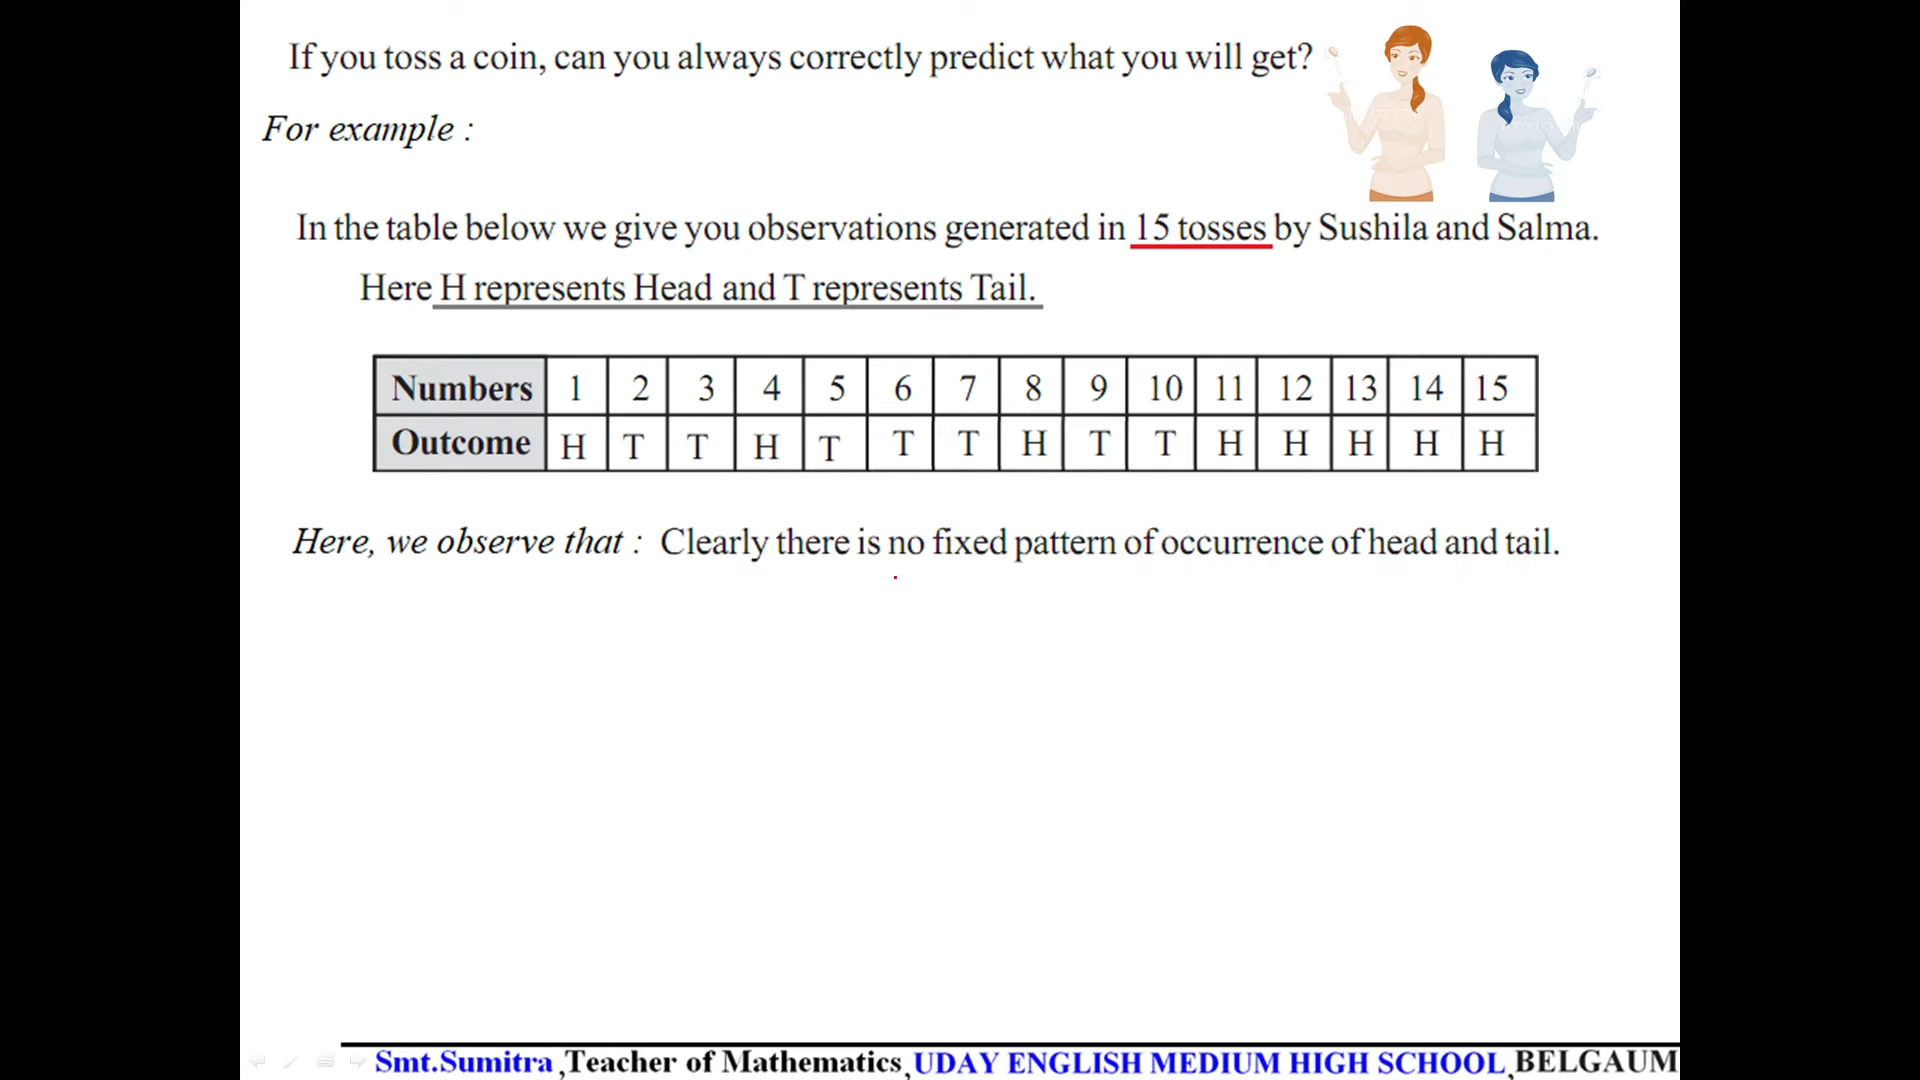 If you toss a coin, can you always correctly predict what you will get?
For example :
In the table below we give you observations generated in 15 tosses by Sushila and Salma.
Here H represents Head and T represents Tail.
Numbers 1 2 3 4 5 6 7 8 9 10 11 12 13 14 15
Outcome H T T H T T T H T T H H H H H
Here, we observe that : Clearly there is no fixed pattern of occurrence of head and tail.
Smt.Sumitra ,Teacher of Mathematics,UDAY ENGLISH MEDIUM HIGH SCHOOL,BELGAUM